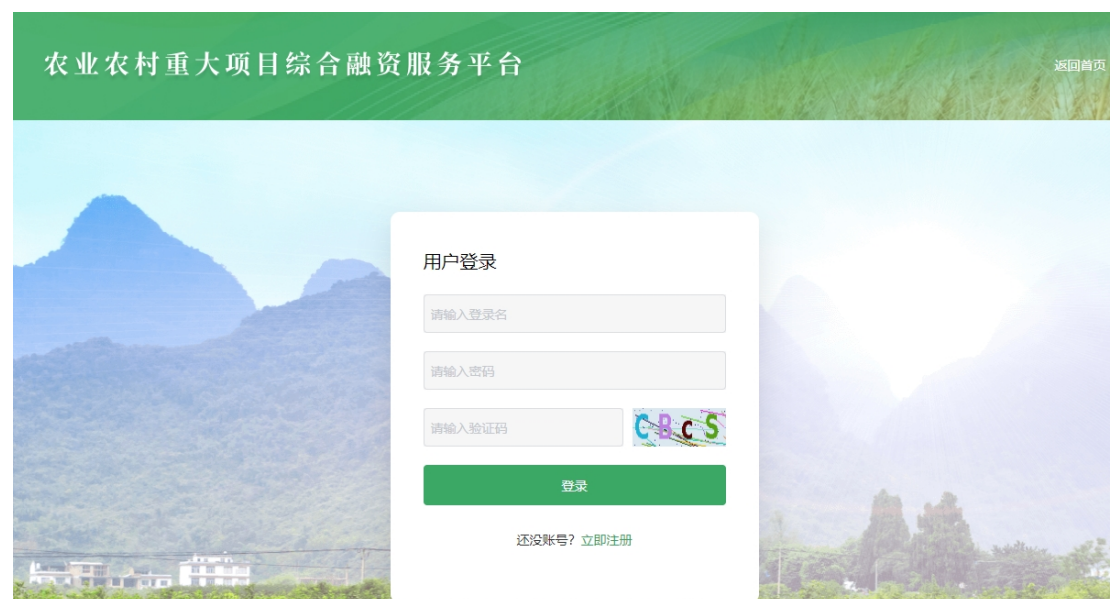 农业农村重大项目综合融资服务平台
返回首页
用户登录
请输入登录名
请输入密码
请输入验证码
CBcS
登录
还没账号？立即注册